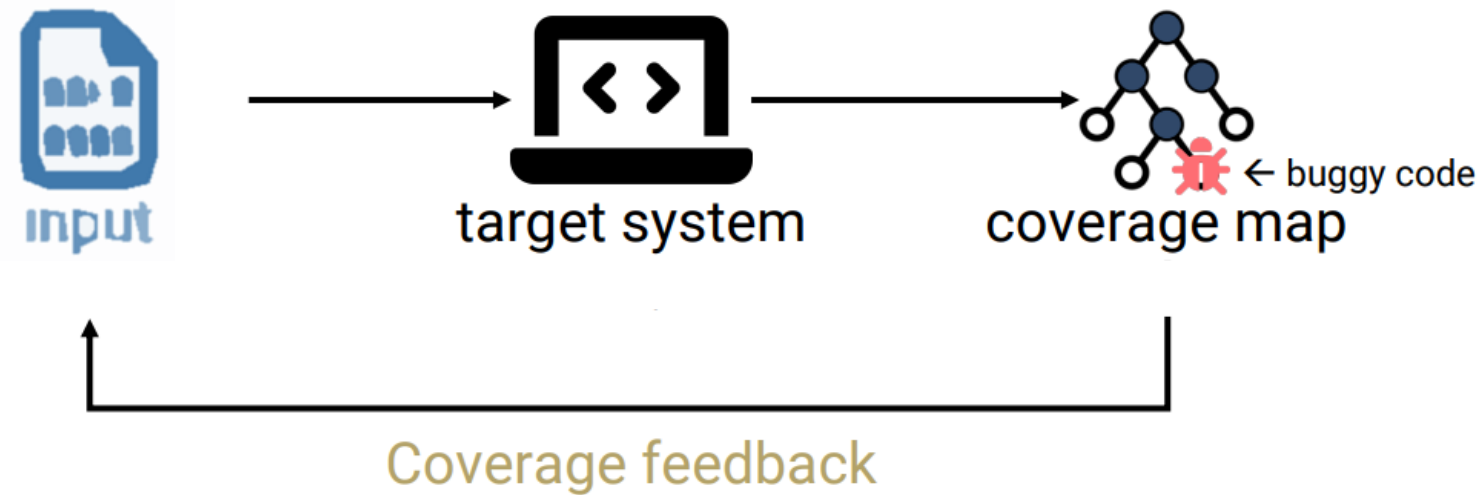 input
target system
coverage map
← buggy code
Coverage feedback